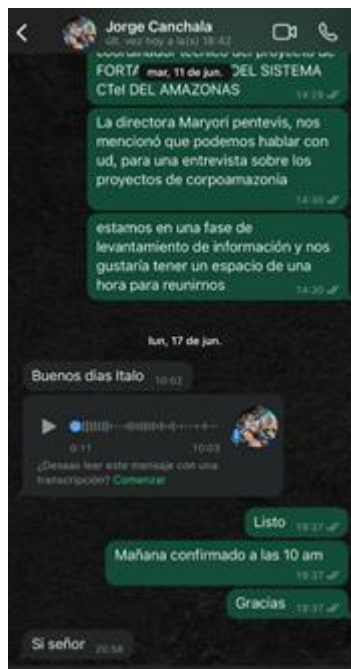 Jorge Canchala
últ. vez hoy a la(s) 18:42
técnico del proyecto de
FORTA
mar, 11 de jun.
DEL SISTEMA
CTeI DEL AMAZONAS
14:29
La directora Maryori pentevis, nos
mencionó que podemos hablar con
ud, para una entrevista sobre los
proyectos de corpoamazonia
14:30
estamos en una fase de
levantamiento de información y nos
gustaría tener un espacio de una
hora para reunirnos
14:30
lun, 17 de jun.
Buenos dias Italo 10:02
0:11 10:03
¿Deseas leer este mensaje con una
transcripción? Comenzar
Listo 19:37
Mañana confirmado a las 10 am
19:37
Gracias 19:37
Si señor 20:56